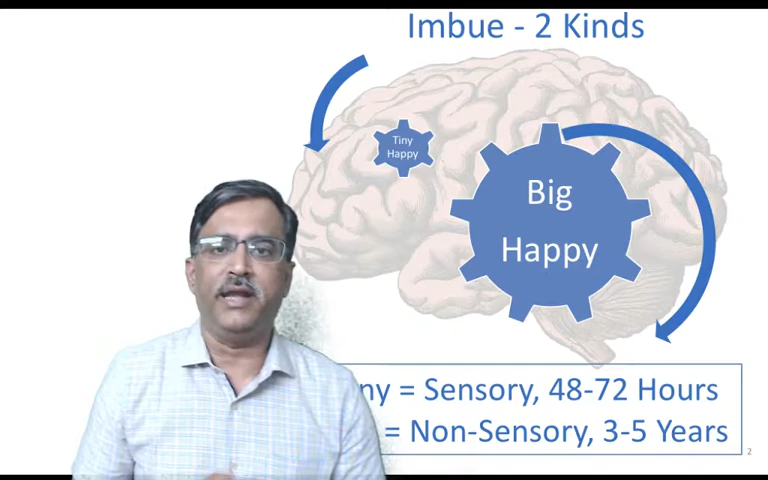 Imbue - 2 Kinds
Tiny
Happy
Big
Happy
ny = Sensory, 48-72 Hours
= Non-Sensory, 3-5 Years
2